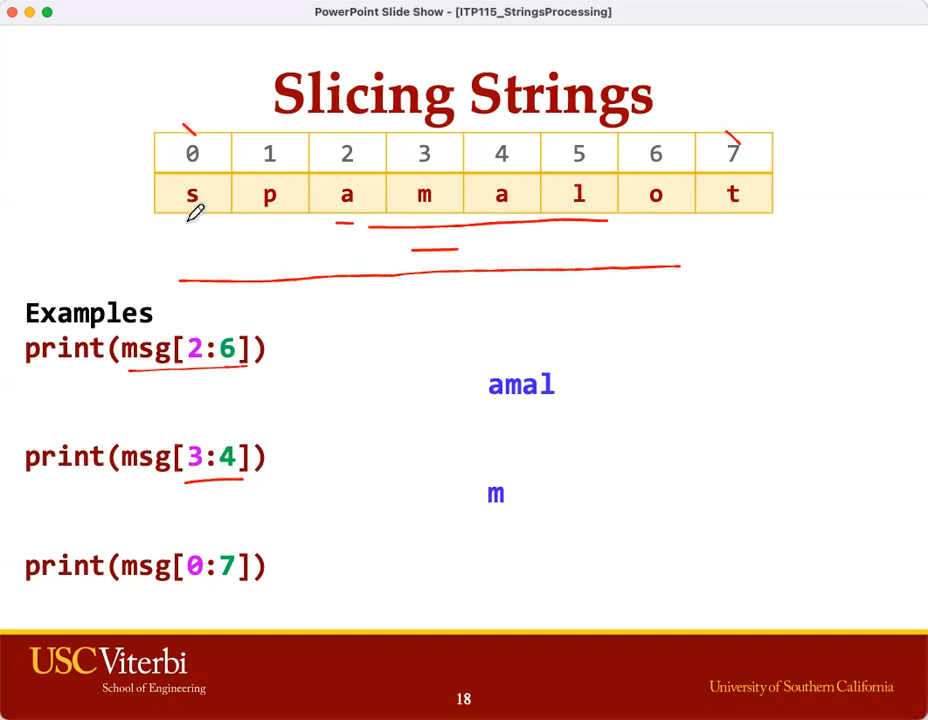 PowerPoint Slide Show - [ITP115_StringsProcessing]
Slicing Strings
0 1 2 3 4 5 6 7
s p a m a l o t
Examples
print(msg[2:6])
amal
print(msg[3:4])
m
print(msg[0:7])
USC Viterbi
School of Engineering
18
University of Southern California